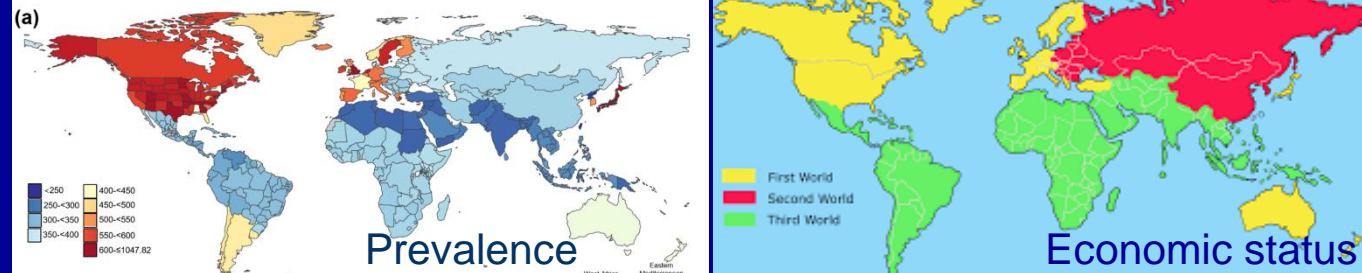 (a)
<250
250-<300
300-<350
350-<400
400-<450
450-<500
500-<550
550-<600
600-≤1047.82
Prevalence
Eastern
First World
Second World
Third World
Economic status